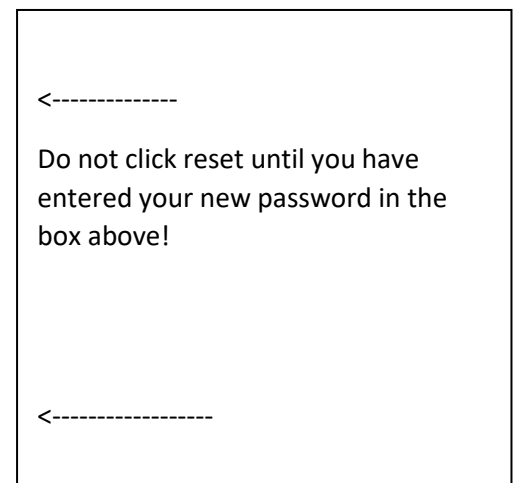 <--------------
Do not click reset until you have
entered your new password in the
box above!
<------------------